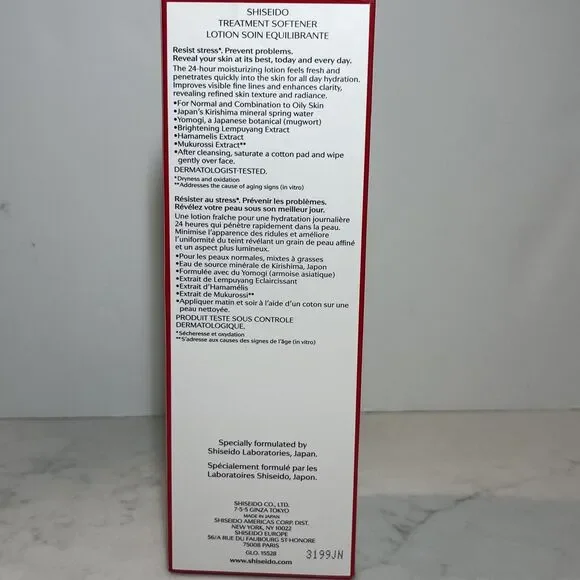 SHISEIDO
TREATMENT SOFTENER
LOTION SOIN EQUILIBRANTE
Resist stress*. Prevent problems.
Reveal your skin at its best, today and every day.
The 24-hour moisturizing lotion feels fresh and
penetrates quickly into the skin for all day hydration.
Improves visible fine lines and enhances clarity,
revealing refined skin texture and radiance.
•For Normal and Combination to Oily Skin
•Japan's Kirishima mineral spring water
•Yomogi, a Japanese botanical (mugwort)
•Brightening Lempuyang Extract
•Hamamelis Extract
•Mukurossi Extract**
•After cleansing, saturate a cotton pad and wipe
gently over face.
DERMATOLOGIST-TESTED.
*Dryness and oxidation
**Addresses the cause of aging signs (in vitro)
Résister au stress*. Prévenir les problèmes.
Révélez votre peau sous son meilleur jour.
Une lotion fraîche pour une hydratation journalière
24 heures qui pénètre rapidement dans la peau.
Minimise l'apparence des ridules et améliore
l'uniformité du teint révélant un grain de peau affiné
et un aspect plus lumineux.
•Pour les peaux normales, mixtes à grasses
•Eau de source minérale de Kirishima, Japon
•Formulée avec du Yomogi (armoise asiatique)
•Extrait de Lempuyang Eclaircissant
•Extrait d'Hamamélis
•Extrait de Mukurossi**
•Appliquer matin et soir à l'aide d'un coton sur une
peau nettoyée.
PRODUIT TESTE SOUS CONTROLE
DERMATOLOGIQUE.
*Sécheresse et oxydation
**S'adresse aux causes des signes de l'âge (in vitro)
Specially formulated by
Shiseido Laboratories, Japan.
Spécialement formulé par les
Laboratoires Shiseido, Japon.
SHISEIDO CO., LTD.
7-5-5 GINZA TOKYO
MADE IN JAPAN
SHISEIDO AMERICAS CORP. DIST.
NEW YORK, NY 10022
SHISEIDO EUROPE
56/A RUE DU FAUBOURG ST-HONORE
75008 PARIS
GLO. 15528
3199JN
www.shiseido.com